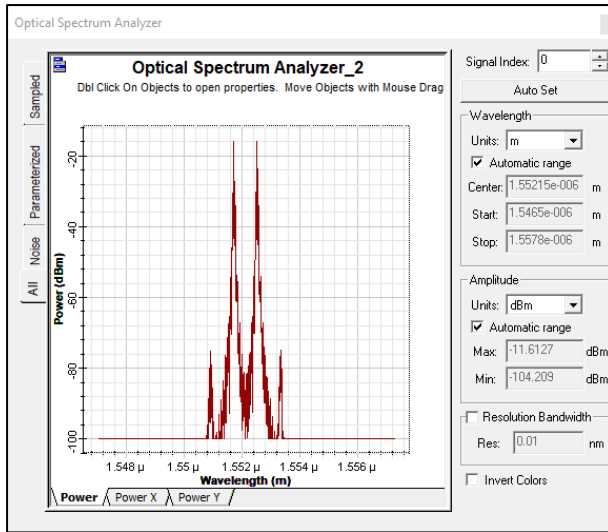 Optical Spectrum Analyzer
Optical Spectrum Analyzer_2
Dbl Click On Objects to open properties. Move Objects with Mouse Drag
Sampled
Parameterized
Noise
All
Power (dBm)
-20
-40
-60
-80
-100
1.548 µ 1.55 µ 1.552 µ 1.554 µ 1.556 µ
Wavelength (m)
Power Power X Power Y
Signal Index: 0
Auto Set
Wavelength
Units: m
Automatic range
Center: 1.55215e-006 m
Start: 1.5465e-006 m
Stop: 1.5578e-006 m
Amplitude
Units: dBm
Automatic range
Max: -11.6127 dBm
Min: -104.209 dBm
Resolution Bandwidth
Res: 0.01 nm
Invert Colors